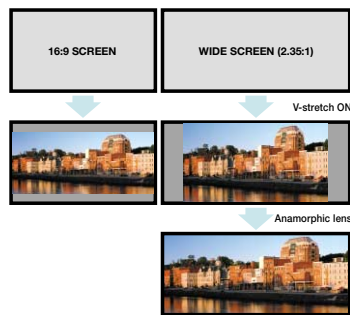 16:9 SCREEN
WIDE SCREEN (2.35:1)
V-stretch ON
Anamorphic lens